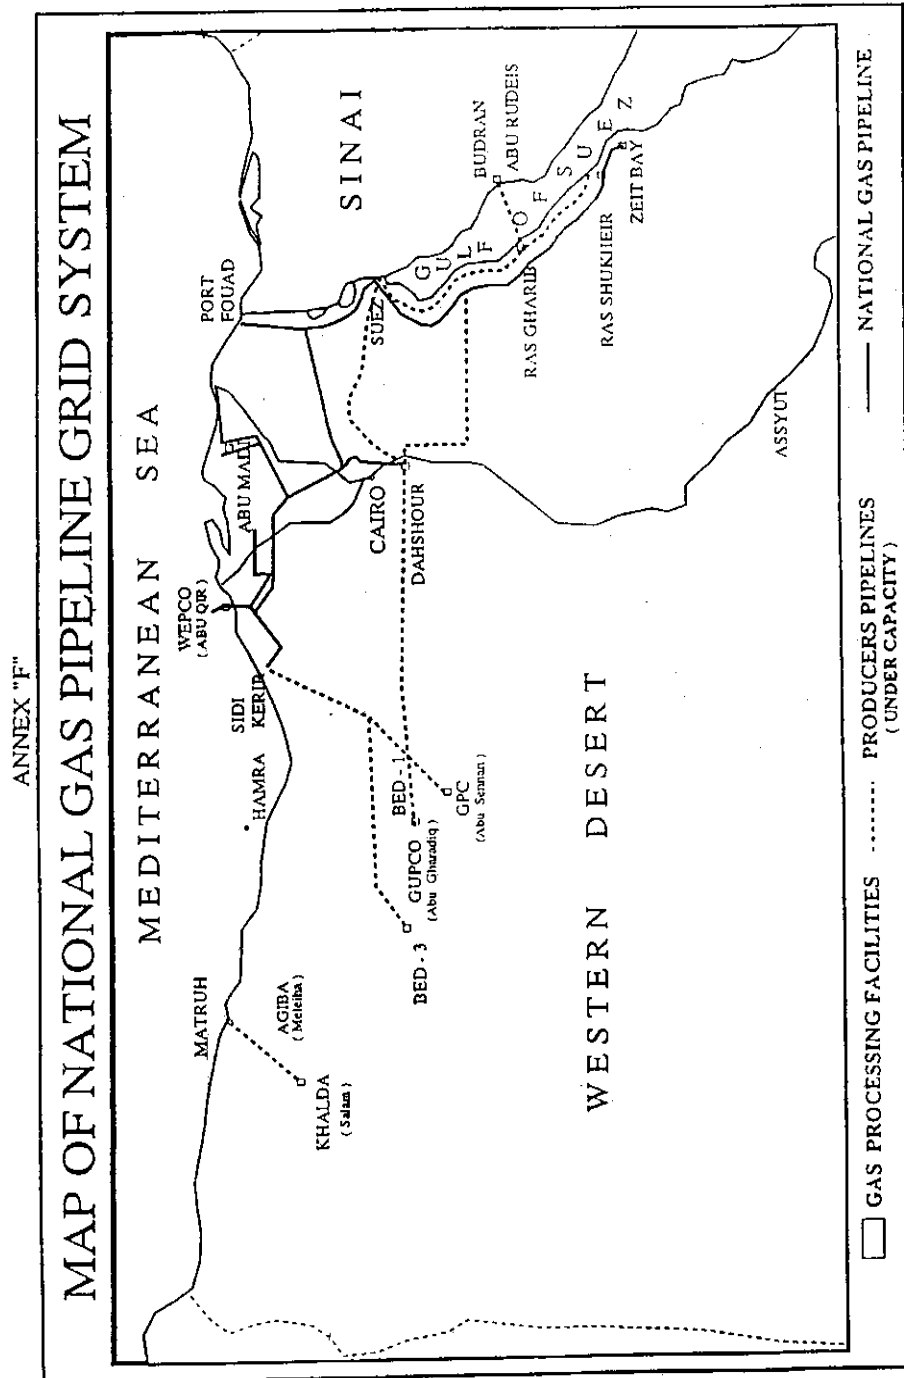 ANNEX "F"
MAP OF NATIONAL GAS PIPELINE GRID SYSTEM
MEDITERRANEAN SEA
MATRUH
HAMRA
SIDI
KERIR
WEPCO
( ABU QIR )
ABU MADI
PORT
FOUAD
SINAI
AGIBA
( Meleiha )
KHALDA
( Salam )
BED - 3
GUPCO
(Abu Gharadiq )
BED - 1
GPC
(Abu Sennan )
CAIRO
DAHSHOUR
SUEZ
GULF OF SUEZ
BUDRAN
ABU RUDEIS
RAS GHARIB
RAS SHUKHEIR
ZEIT BAY
WESTERN DESERT
ASSYUT
GAS PROCESSING FACILITIES
PRODUCERS PIPELINES
( UNDER CAPACITY )
NATIONAL GAS PIPELINE